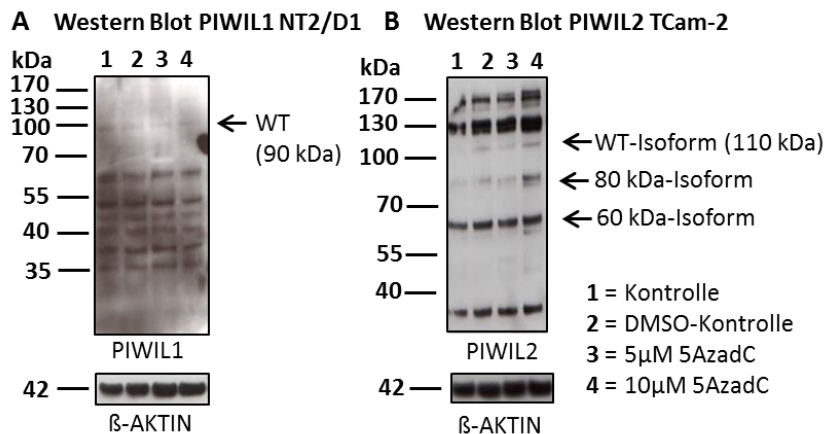 A Western Blot PIWIL1 NT2/D1
kDa
1 2 3 4
170
130
100
70
55
40
35
WT
(90 kDa)
PIWIL1
42
ß-AKTIN
B Western Blot PIWIL2 TCam-2
kDa
1 2 3 4
170
130
100
70
55
40
WT-Isoform (110 kDa)
80 kDa-Isoform
60 kDa-Isoform
PIWIL2
42
ß-AKTIN
1 = Kontrolle
2 = DMSO-Kontrolle
3 = 5µM 5AzadC
4 = 10µM 5AzadC